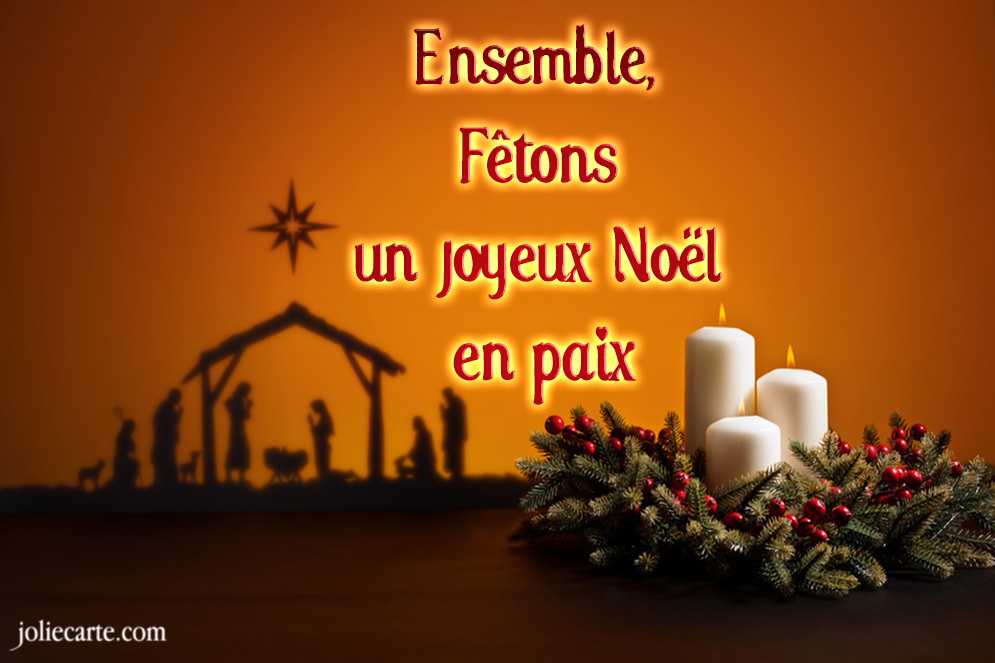 Ensemble,
Fêtons
un joyeux Noël
en paix
joliecarte.com